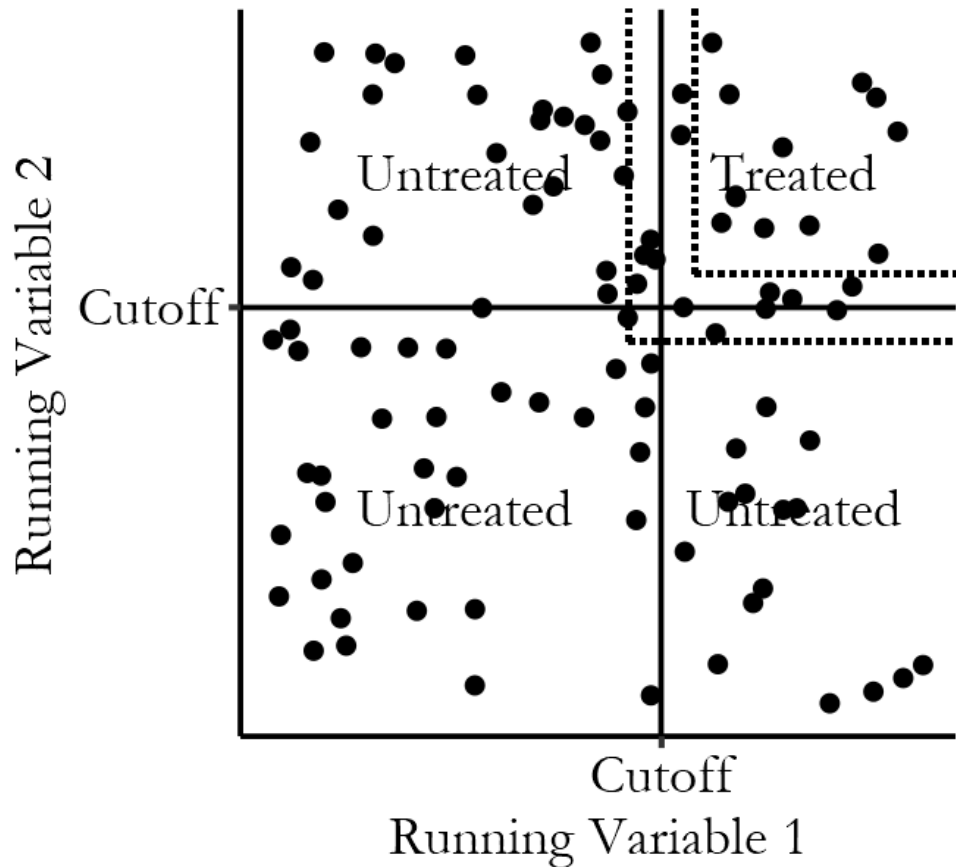 Running Variable 2
Untreated
Treated
Cutoff
Untreated
Untreated
Cutoff
Running Variable 1